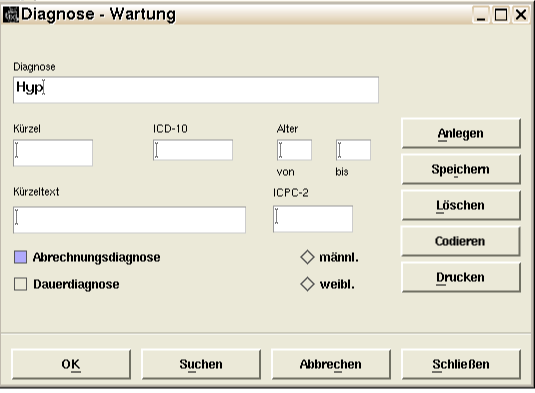 Diagnose - Wartung
Diagnose
Hyp
Kürzel ICD-10 Alter
von bis
Kürzeltext ICPC-2
Abrechnungsdiagnose männl.
Dauerdiagnose weibl.
Anlegen
Speichern
Löschen
Codieren
Drucken
OK Suchen Abbrechen Schließen